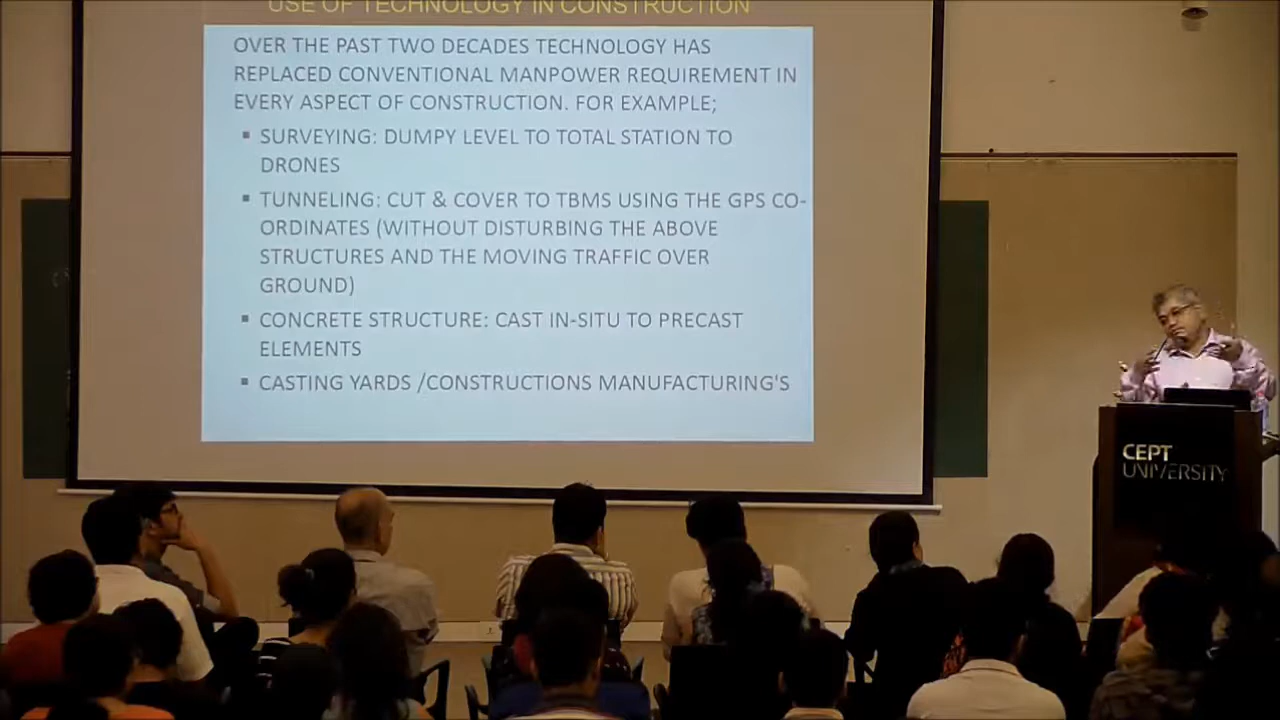 USE OF TECHNOLOGY IN CONSTRUCTION
OVER THE PAST TWO DECADES TECHNOLOGY HAS
REPLACED CONVENTIONAL MANPOWER REQUIREMENT IN
EVERY ASPECT OF CONSTRUCTION. FOR EXAMPLE;
▪ SURVEYING: DUMPY LEVEL TO TOTAL STATION TO
DRONES
▪ TUNNELING: CUT & COVER TO TBMS USING THE GPS CO-
ORDINATES (WITHOUT DISTURBING THE ABOVE
STRUCTURES AND THE MOVING TRAFFIC OVER
GROUND)
▪ CONCRETE STRUCTURE: CAST IN-SITU TO PRECAST
ELEMENTS
▪ CASTING YARDS /CONSTRUCTIONS MANUFACTURING'S
CEPT
UNIVERSITY